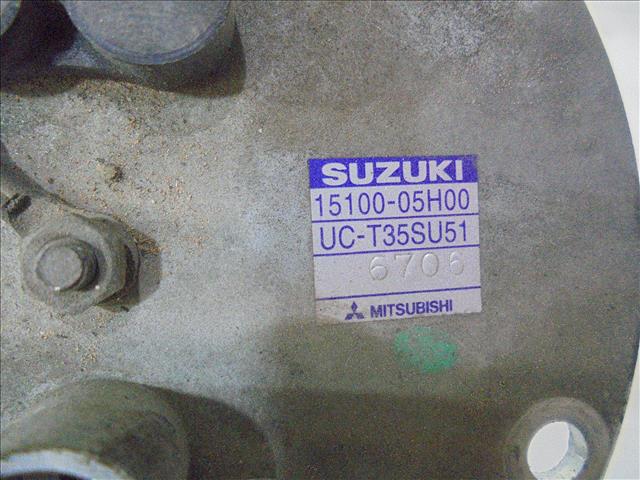 SUZUKI
15100-05H00
UC-T35SU51
6706
MITSUBISHI